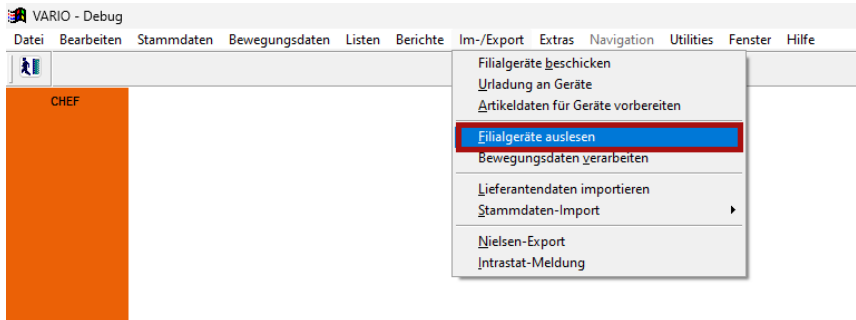 VARIO - Debug
Datei Bearbeiten Stammdaten Bewegungsdaten Listen Berichte Im-/Export Extras Navigation Utilities Fenster Hilfe
CHEF
Filialgeräte beschicken
Urladung an Geräte
Artikeldaten für Geräte vorbereiten
Filialgeräte auslesen
Bewegungsdaten verarbeiten
Lieferantendaten importieren
Stammdaten-Import
Nielsen-Export
Intrastat-Meldung